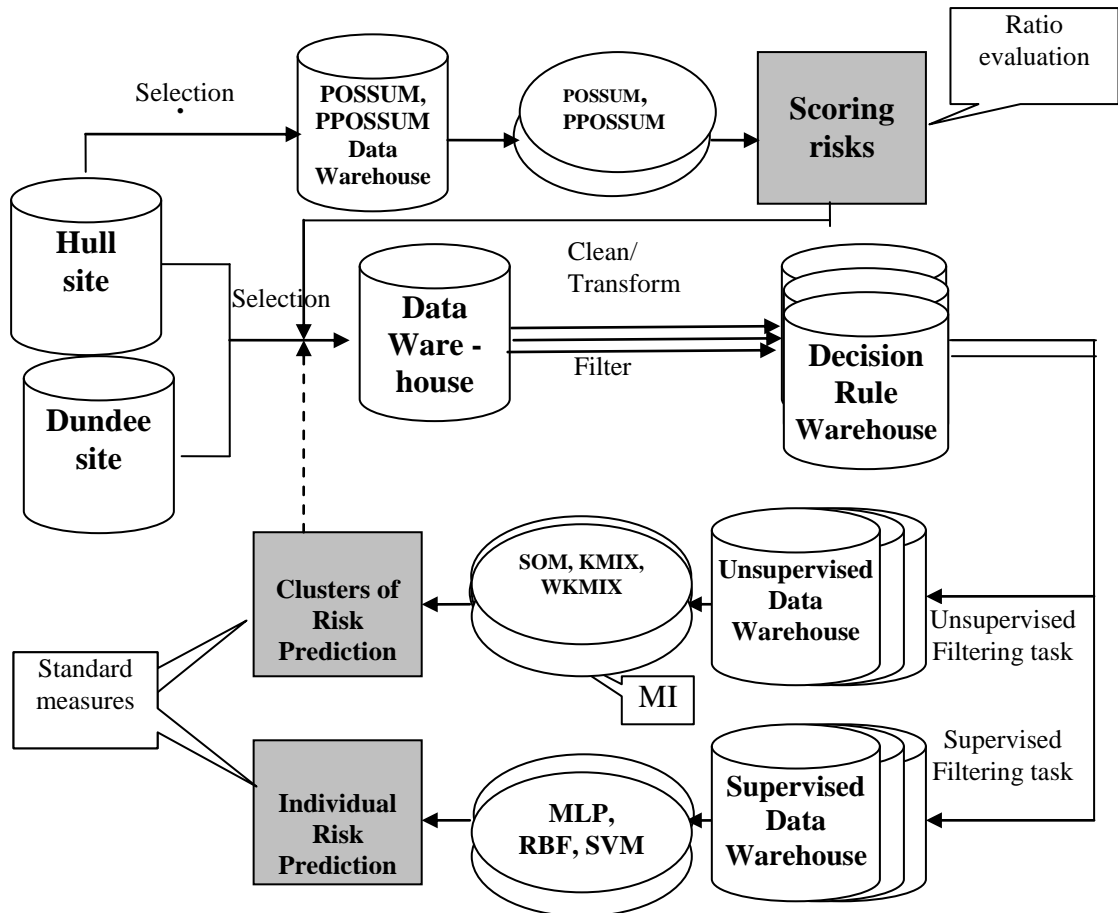 Ratio
evaluation
Selection
POSSUM,
PPOSSUM
Data
Warehouse
POSSUM,
PPOSSUM
Scoring
risks
Hull
site
Selection
Clean/
Transform
Data
Ware -
house
Filter
Decision
Rule
Warehouse
Dundee
site
SOM, KMIX,
WKMIX
Unsupervised
Data
Warehouse
Clusters of
Risk
Prediction
Unsupervised
Filtering task
Standard
measures
MI
Supervised
Filtering task
Individual
Risk
Prediction
MLP,
RBF, SVM
Supervised
Data
Warehouse